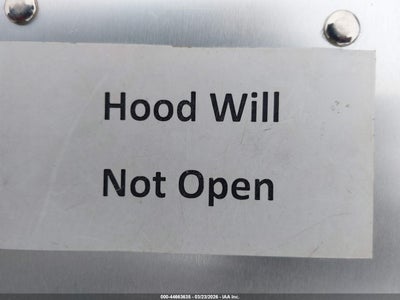 Hood Will
Not Open
000-44663635 - 03/23/2026 - IAA Inc.